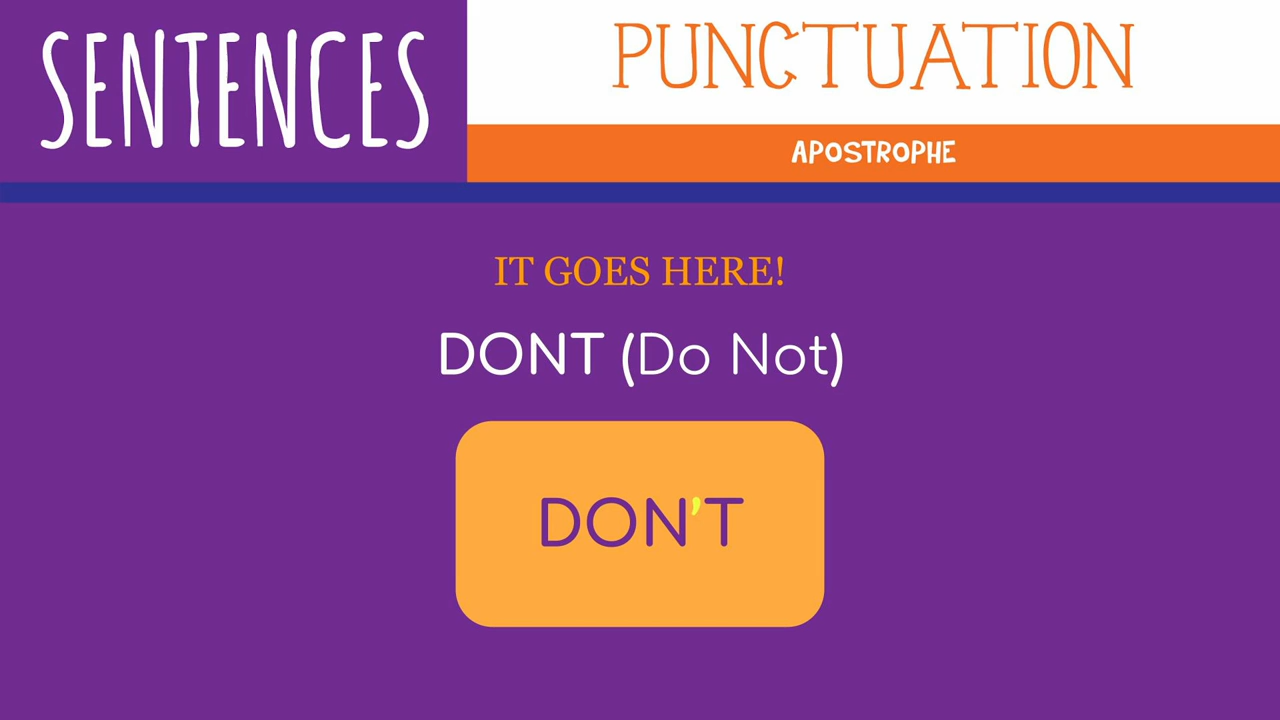 SENTENCES
PUNCTUATION
APOSTROPHE
IT GOES HERE!
DONT (Do Not)
DON’T